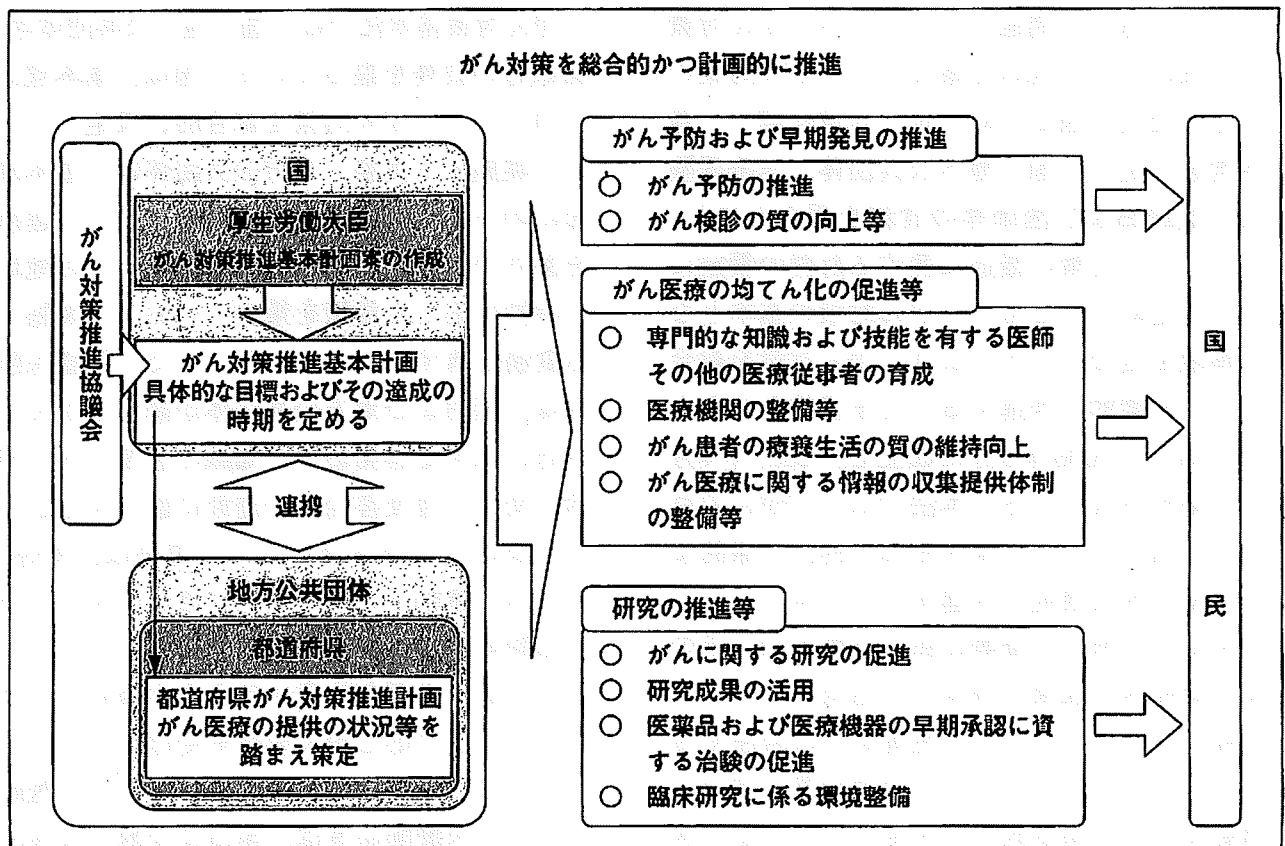 がん対策を総合的かつ計画的に推進
がん対策推進協議会
国
厚生労働大臣
がん対策推進基本計画案の作成
がん対策推進基本計画
具体的な目標およびその達成の
時期を定める
連携
地方公共団体
都道府県
都道府県がん対策推進計画
がん医療の提供の状況等を
踏まえ策定
がん予防および早期発見の推進
○ がん予防の推進
○ がん検診の質の向上等
がん医療の均てん化の促進等
○ 専門的な知識および技能を有する医師
その他の医療従事者の育成
○ 医療機関の整備等
○ がん患者の療養生活の質の維持向上
○ がん医療に関する情報の収集提供体制
の整備等
研究の推進等
○ がんに関する研究の促進
○ 研究成果の活用
○ 医薬品および医療機器の早期承認に資
する治験の促進
○ 臨床研究に係る環境整備
国民